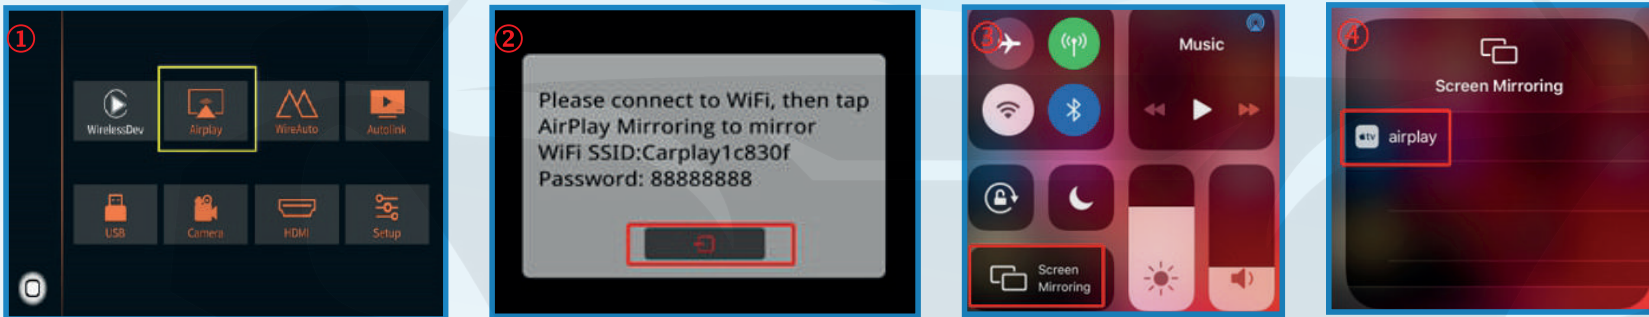 ①
WirelessDev
Airplay
WireAuto
Autolink
USB
Camera
HDMI
Setup
②
Please connect to WiFi, then tap
AirPlay Mirroring to mirror
WiFi SSID:Carplay1c830f
Password: 88888888
③
Music
Screen
Mirroring
④
Screen Mirroring
tv
airplay